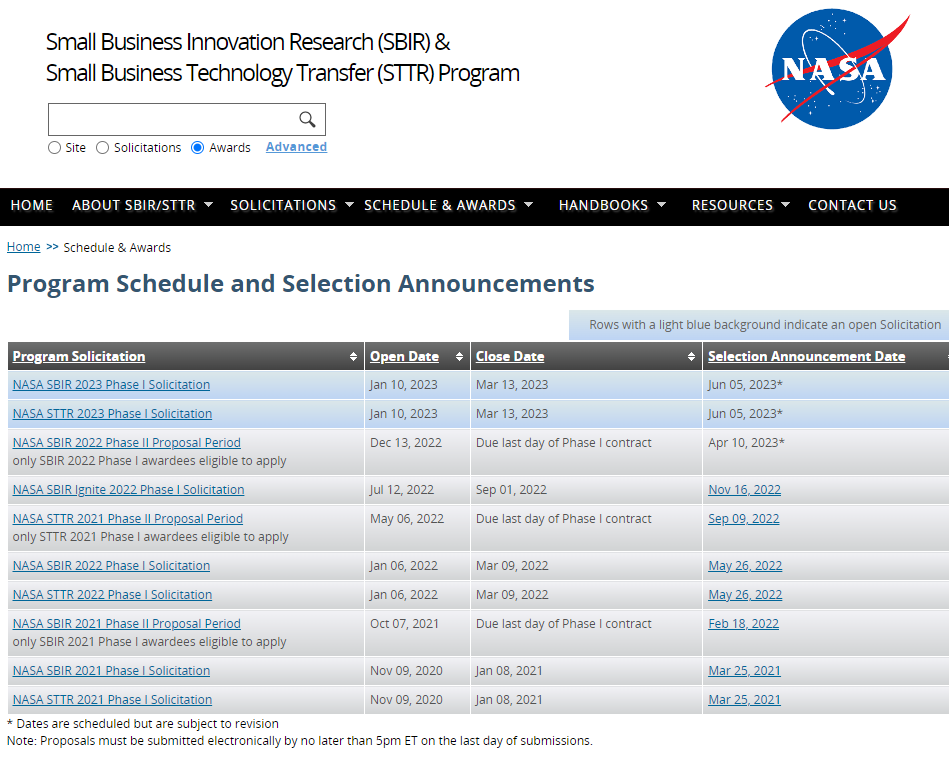 Small Business Innovation Research (SBIR) &
Small Business Technology Transfer (STTR) Program
NASA
Site Solicitations Awards Advanced
HOME ABOUT SBIR/STTR SOLICITATIONS SCHEDULE & AWARDS HANDBOOKS RESOURCES CONTACT US
Home >> Schedule & Awards
Program Schedule and Selection Announcements
Rows with a light blue background indicate an open Solicitation
Program Solicitation Open Date Close Date Selection Announcement Date
NASA SBIR 2023 Phase I Solicitation Jan 10, 2023 Mar 13, 2023 Jun 05, 2023*
NASA STTR 2023 Phase I Solicitation Jan 10, 2023 Mar 13, 2023 Jun 05, 2023*
NASA SBIR 2022 Phase II Proposal Period Dec 13, 2022 Due last day of Phase I contract Apr 10, 2023*
only SBIR 2022 Phase I awardees eligible to apply
NASA SBIR Ignite 2022 Phase I Solicitation Jul 12, 2022 Sep 01, 2022 Nov 16, 2022
NASA STTR 2021 Phase II Proposal Period May 06, 2022 Due last day of Phase I contract Sep 09, 2022
only STTR 2021 Phase I awardees eligible to apply
NASA SBIR 2022 Phase I Solicitation Jan 06, 2022 Mar 09, 2022 May 26, 2022
NASA STTR 2022 Phase I Solicitation Jan 06, 2022 Mar 09, 2022 May 26, 2022
NASA SBIR 2021 Phase II Proposal Period Oct 07, 2021 Due last day of Phase I contract Feb 18, 2022
only SBIR 2021 Phase I awardees eligible to apply
NASA SBIR 2021 Phase I Solicitation Nov 09, 2020 Jan 08, 2021 Mar 25, 2021
NASA STTR 2021 Phase I Solicitation Nov 09, 2020 Jan 08, 2021 Mar 25, 2021
* Dates are scheduled but are subject to revision
Note: Proposals must be submitted electronically by no later than 5pm ET on the last day of submissions.